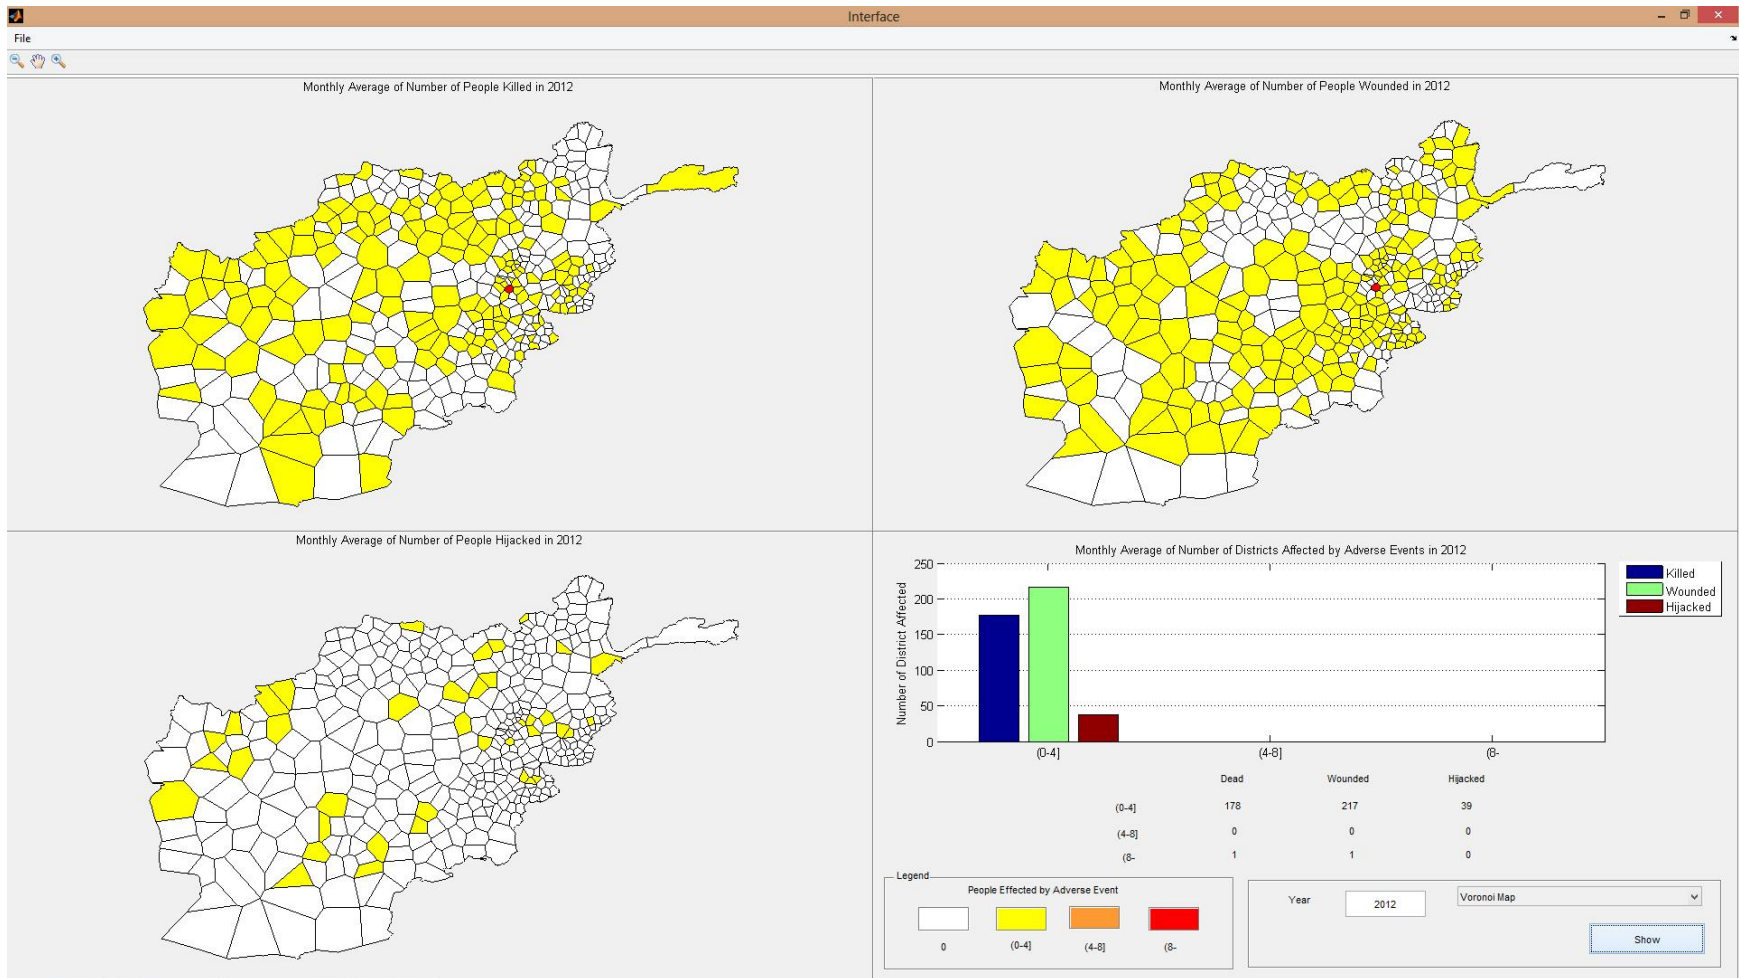 Interface
File
Monthly Average of Number of People Killed in 2012
Monthly Average of Number of People Wounded in 2012
Monthly Average of Number of People Hijacked in 2012
Monthly Average of Number of Districts Affected by Adverse Events in 2012
Number of District Affected
250
200
150
100
50
0
(0-4] (4-8] (8-
Killed
Wounded
Hijacked
Dead Wounded Hijacked
(0-4] 178 217 39
(4-8] 0 0 0
(8- 1 1 0
Legend
People Effected by Adverse Event
0 (0-4] (4-8] (8-
Year 2012 Voronoi Map
Show